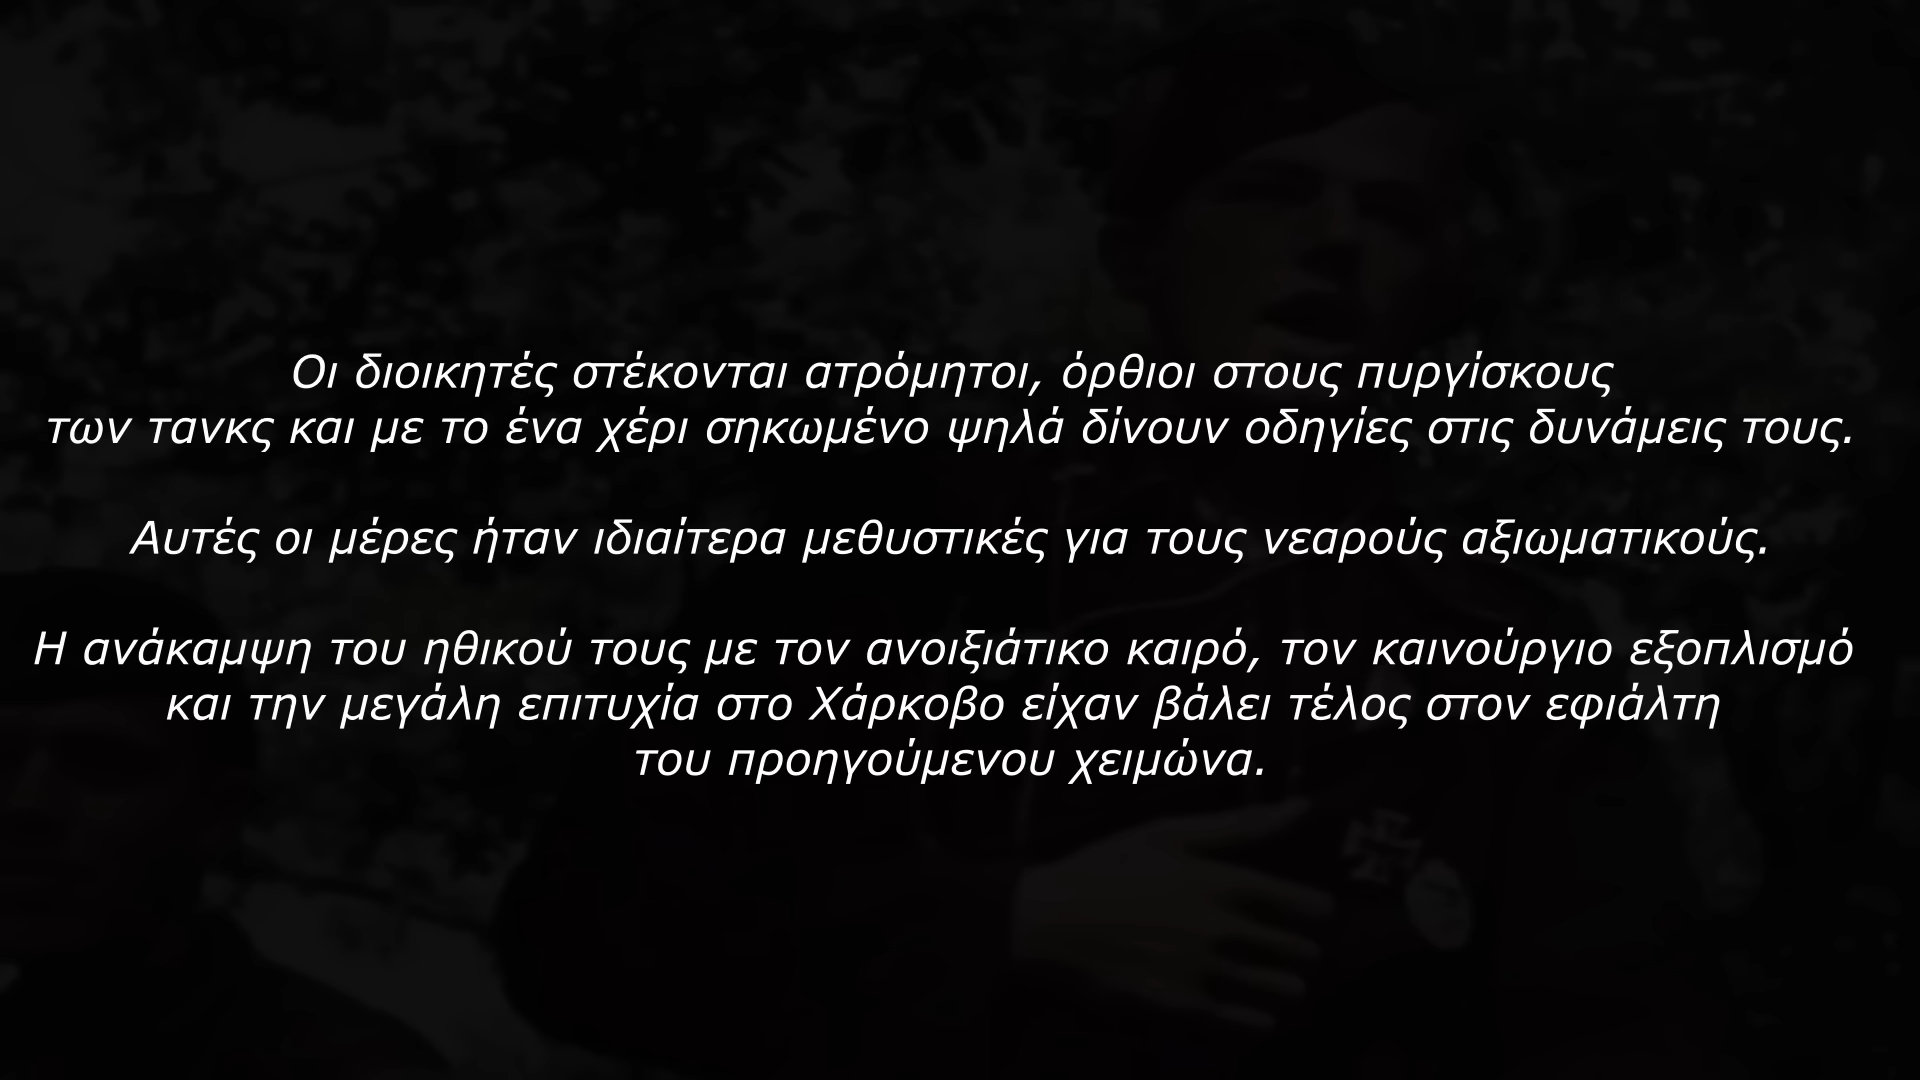 Οι διοικητές στέκονται ατρόμητοι, όρθιοι στους πυργίσκους
των τανκς και με το ένα χέρι σηκωμένο ψηλά δίνουν οδηγίες στις δυνάμεις τους.
Αυτές οι μέρες ήταν ιδιαίτερα μεθυστικές για τους νεαρούς αξιωματικούς.
Η ανάκαμψη του ηθικού τους με τον ανοιξιάτικο καιρό, τον καινούργιο εξοπλισμό
και την μεγάλη επιτυχία στο Χάρκοβο είχαν βάλει τέλος στον εφιάλτη
του προηγούμενου χειμώνα.